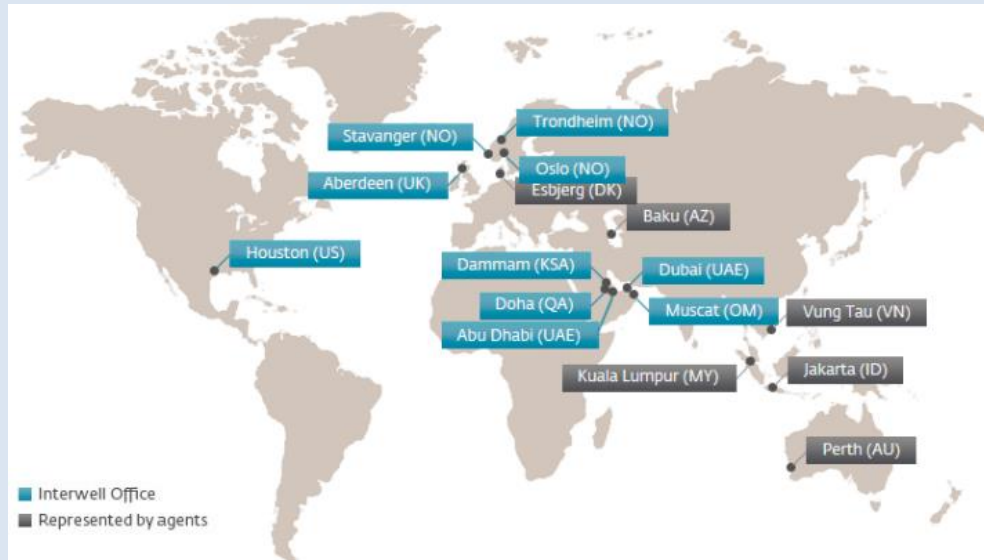 Trondheim (NO)
Stavanger (NO)
Oslo (NO)
Aberdeen (UK)
Esbjerg (DK)
Baku (AZ)
Houston (US)
Dammam (KSA)
Dubai (UAE)
Doha (QA)
Muscat (OM)
Vung Tau (VN)
Abu Dhabi (UAE)
Kuala Lumpur (MY)
Jakarta (ID)
Perth (AU)
Interwell Office
Represented by agents